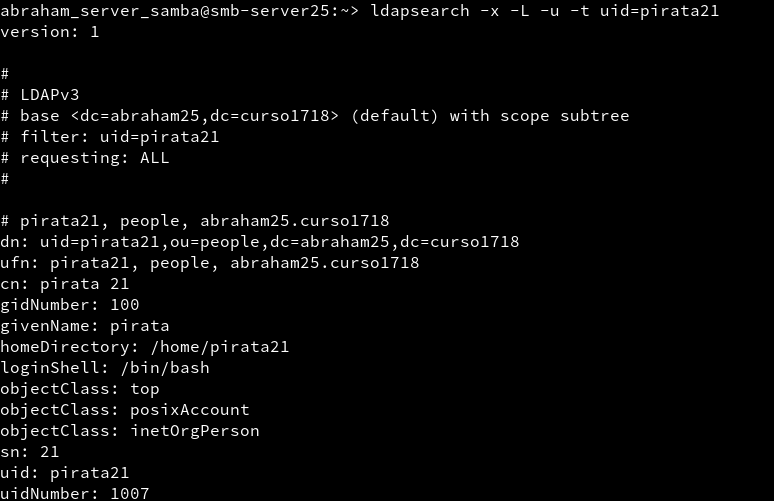 abraham_server_samba@smb-server25:~> ldapsearch -x -L -u -t uid=pirata21
version: 1
#
# LDAPv3
# base <dc=abraham25,dc=curso1718> (default) with scope subtree
# filter: uid=pirata21
# requesting: ALL
#
# pirata21, people, abraham25.curso1718
dn: uid=pirata21,ou=people,dc=abraham25,dc=curso1718
ufn: pirata21, people, abraham25.curso1718
cn: pirata 21
gidNumber: 100
givenName: pirata
homeDirectory: /home/pirata21
loginShell: /bin/bash
objectClass: top
objectClass: posixAccount
objectClass: inetOrgPerson
sn: 21
uid: pirata21
uidNumber: 1007